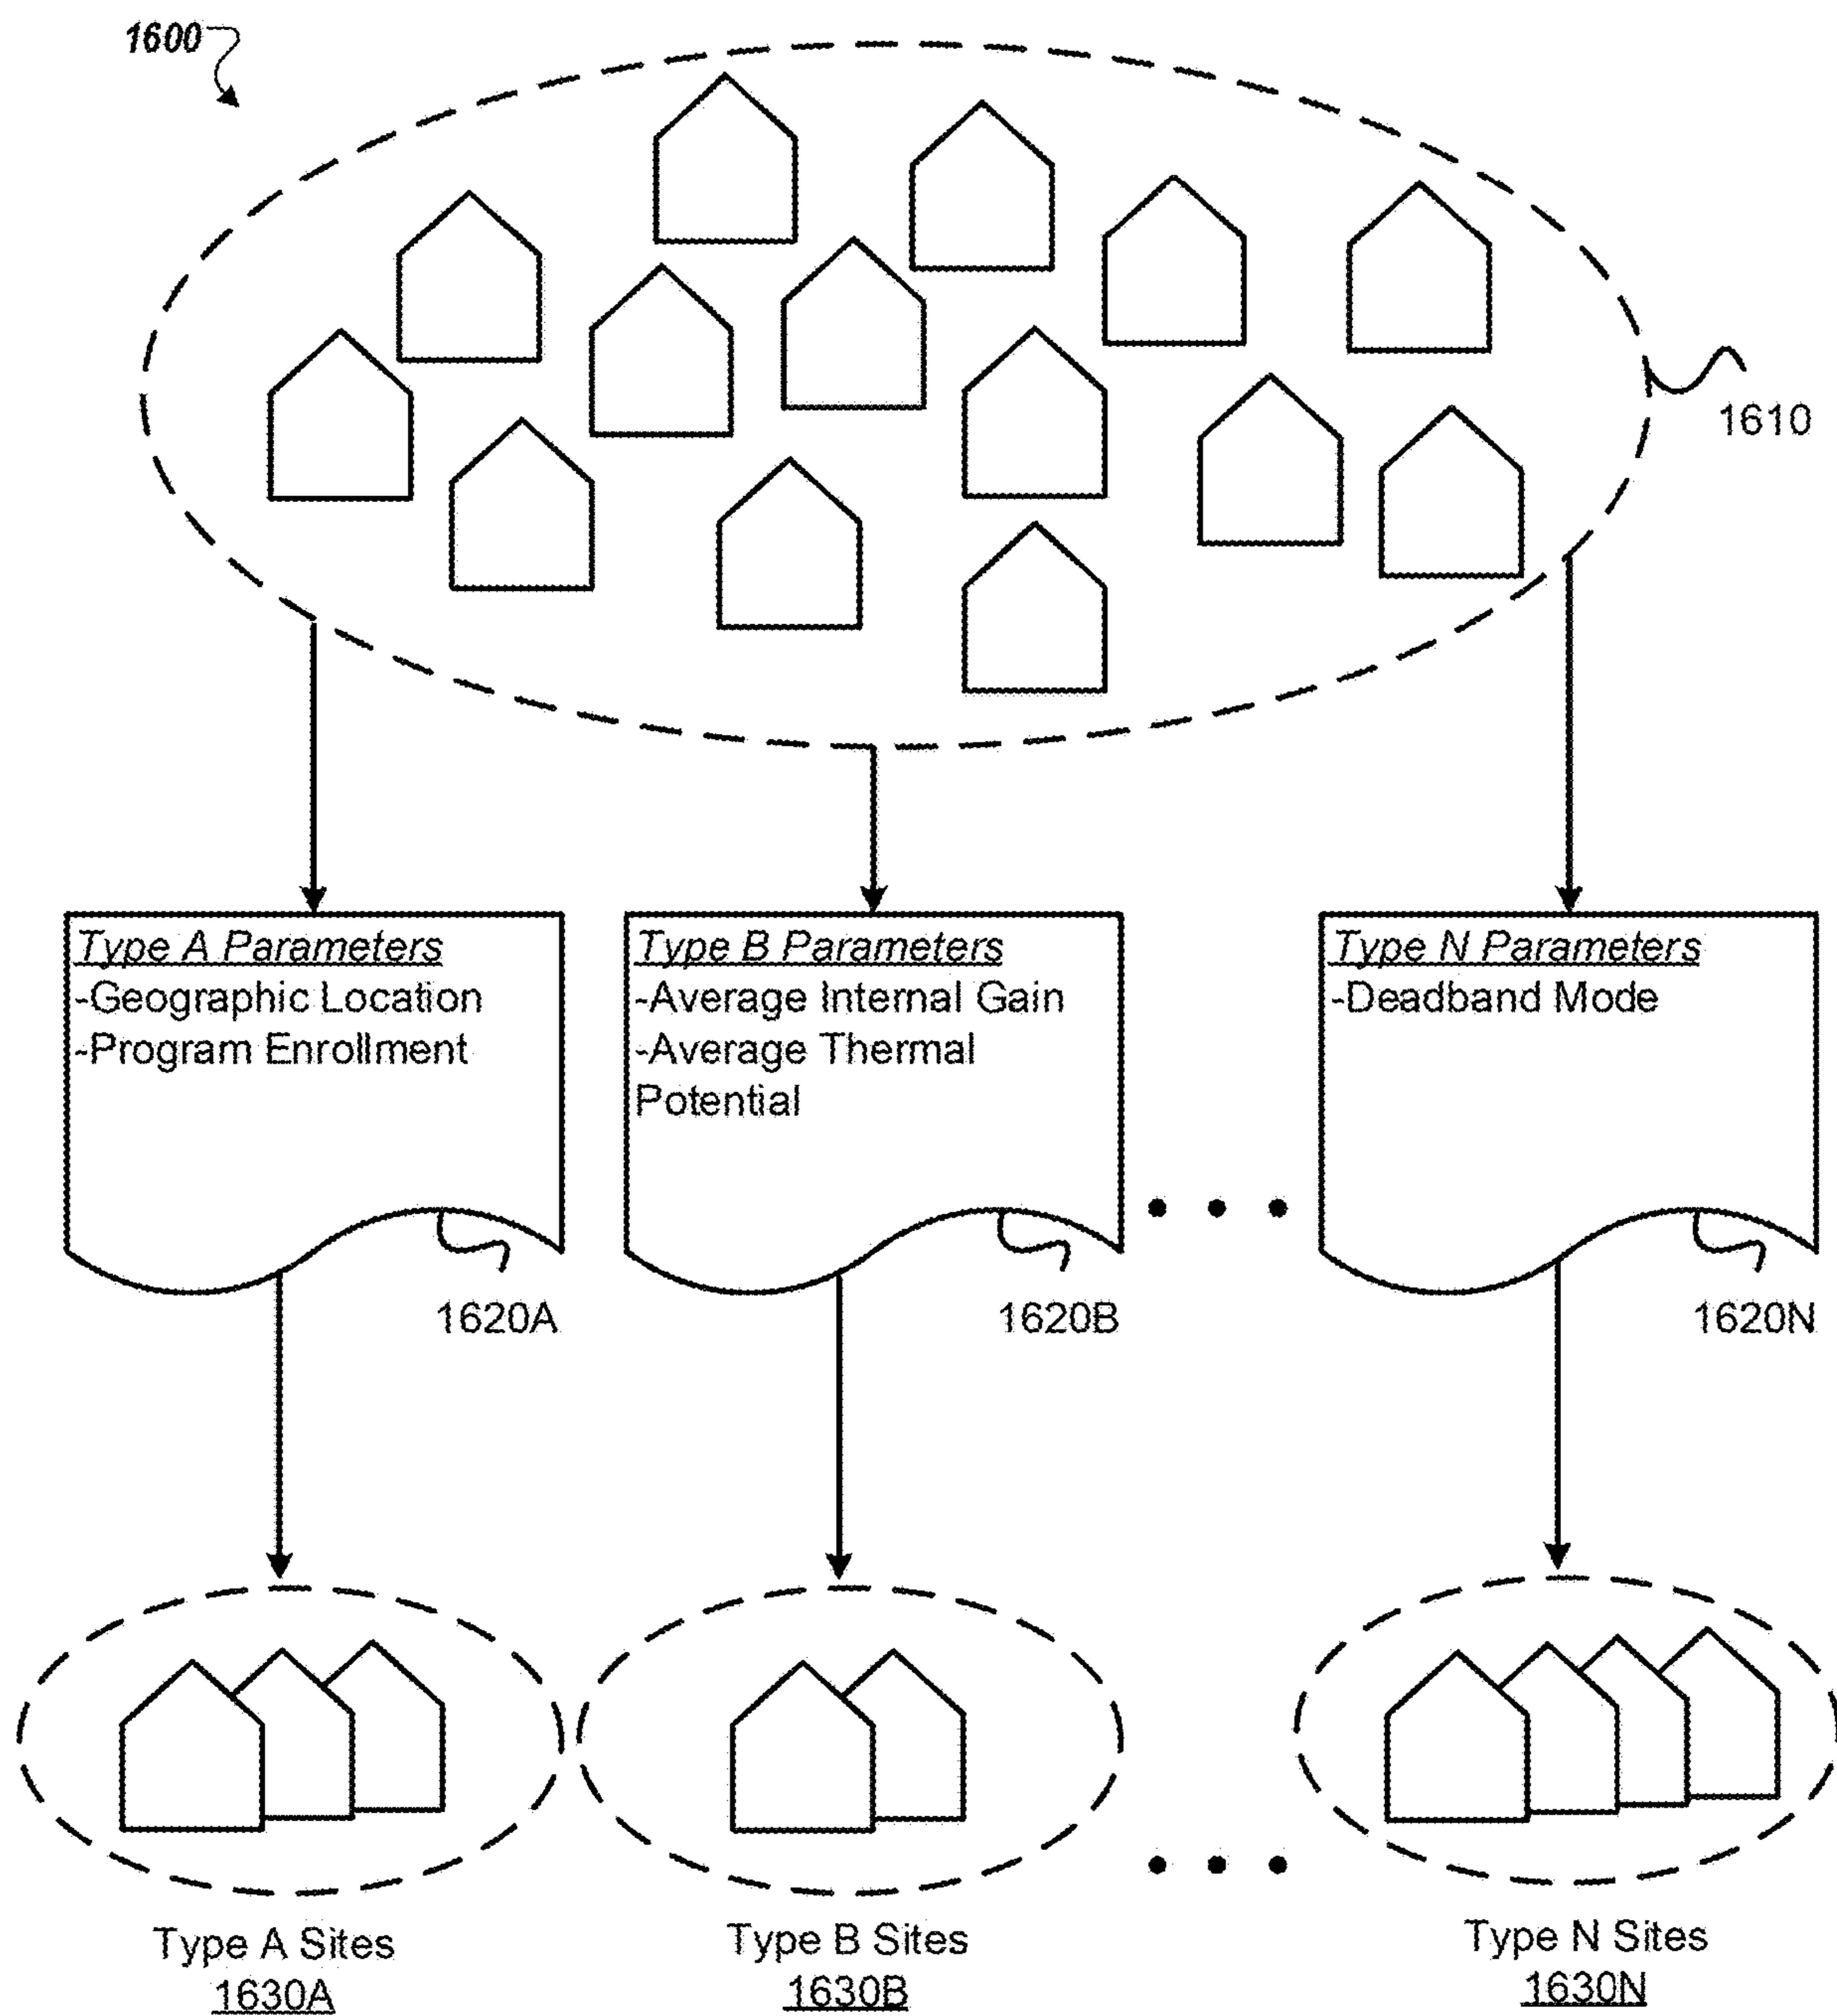 1600
1610
Type A Parameters
-Geographic Location
-Program Enrollment
Type B Parameters
-Average Internal Gain
-Average Thermal
Potential
Type N Parameters
-Deadband Mode
1620A
1620B
1620N
Type A Sites
1630A
Type B Sites
1630B
Type N Sites
1630N